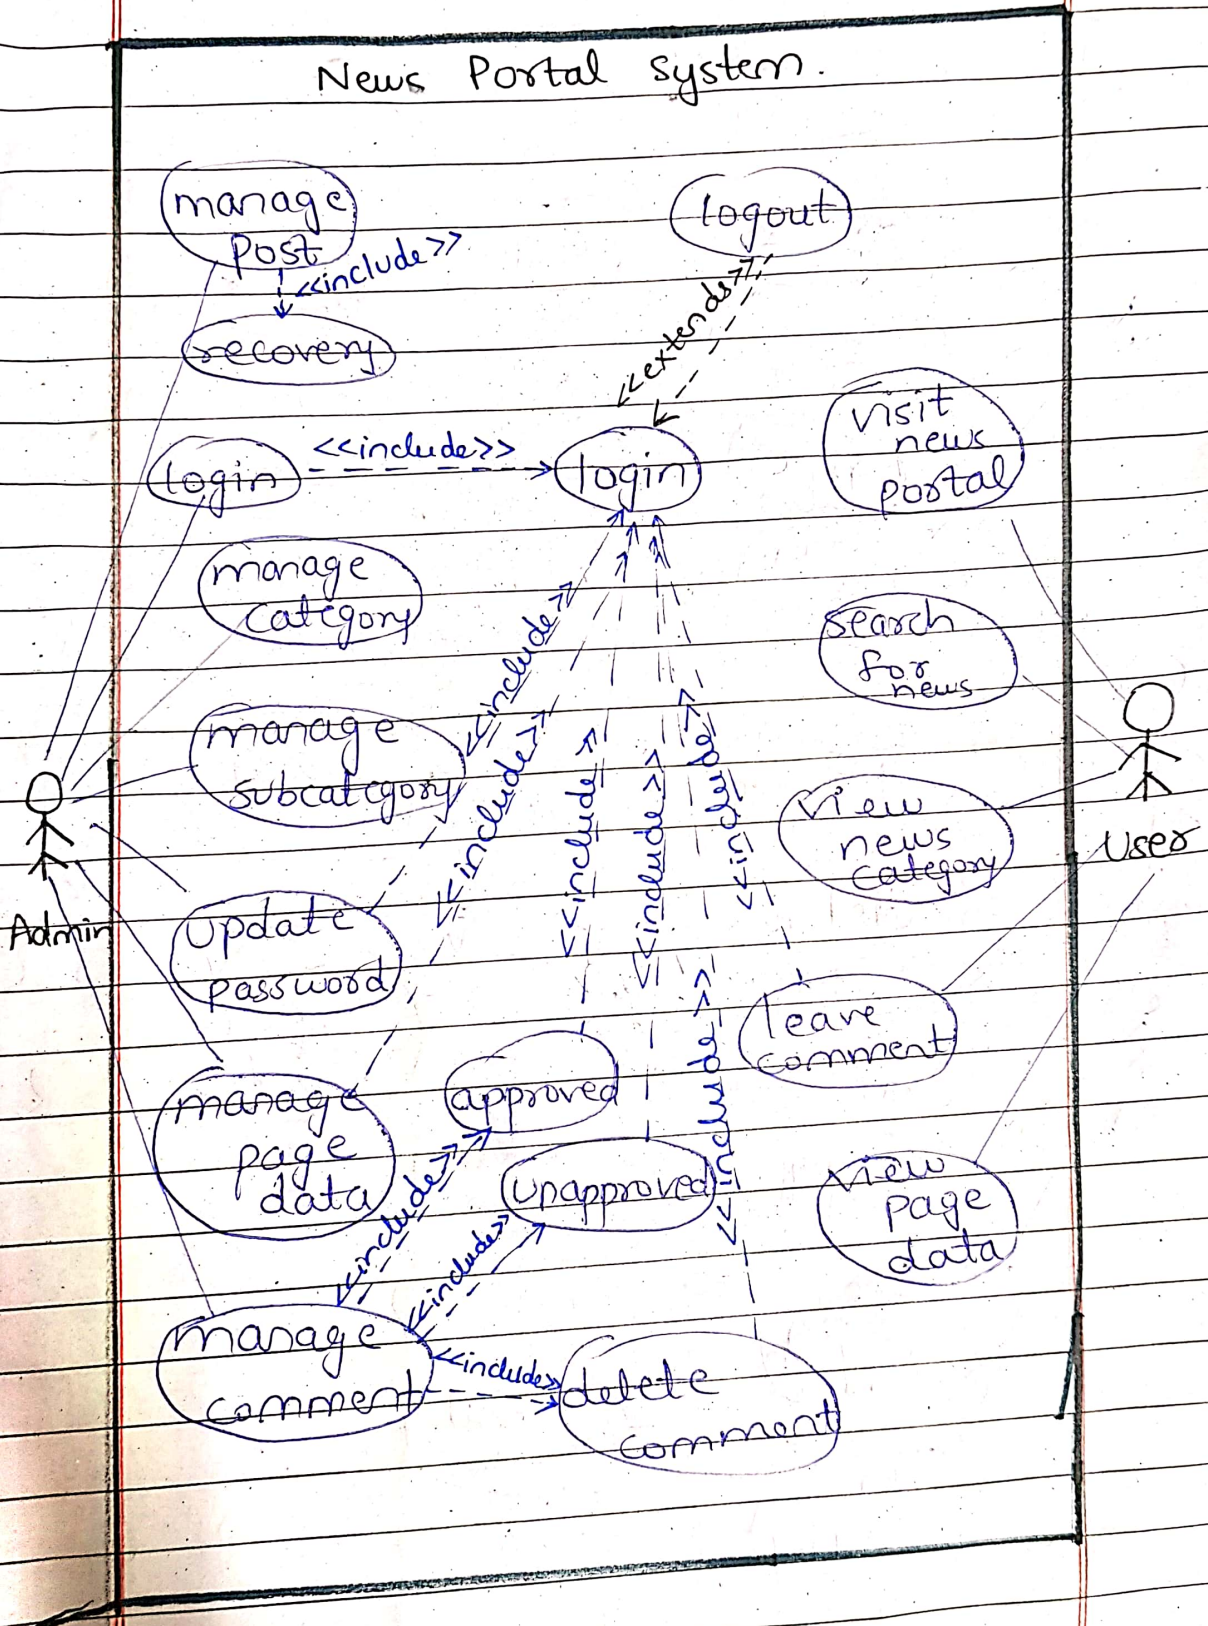 News Portal system.
manage
post
<<include>>
recovery
logout
<<extends>>
login
<<include>>
login
visit
news
portal
manage
category
search
for
news
manage
subcategory
<<include>>
<<include>>
<<include>>
<<include>>
<<include>>
view
news
category
User
Admin
update
password
leave
comment
<<include>>
manage
page
data
approved
<<include>>
unapproved
<<include>>
view
page
data
manage
comment
<<include>>
delete
comment